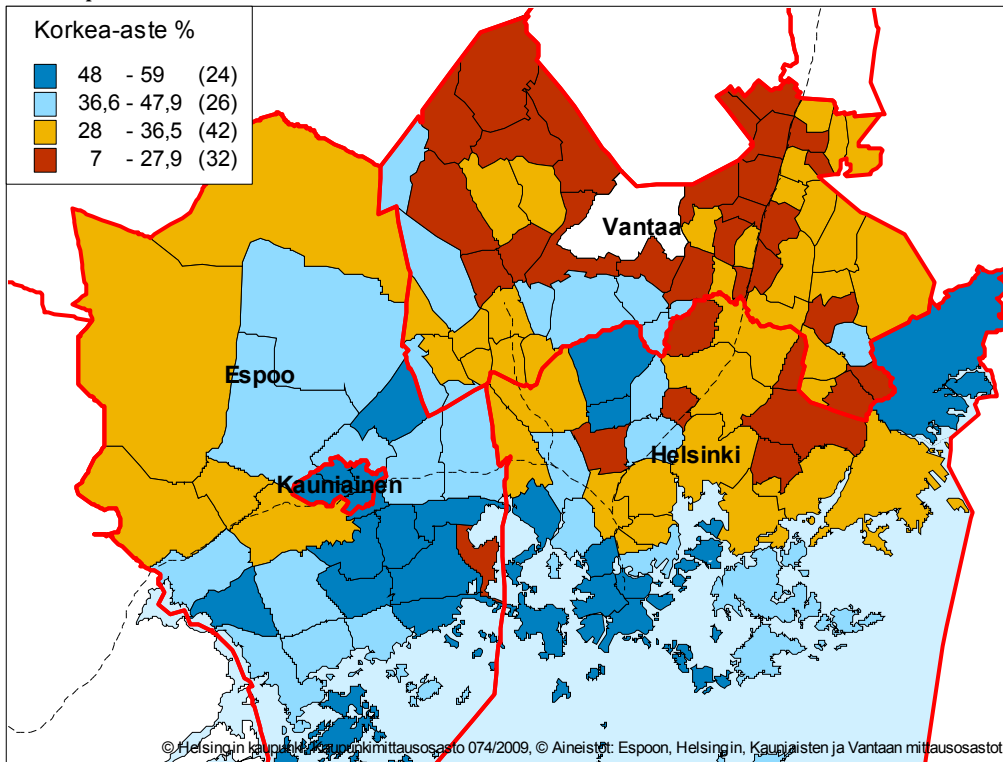 Korkea-aste %
48 - 59 (24)
36,6 - 47,9 (26)
28 - 36,5 (42)
7 - 27,9 (32)
Vantaa
Espoo
Helsinki
Kauniainen
© Helsingin kaupunki, Kaupunkimittausosasto 074/2009, © Aineistot: Espoon, Helsingin, Kauniaisten ja Vantaan mittausosastot